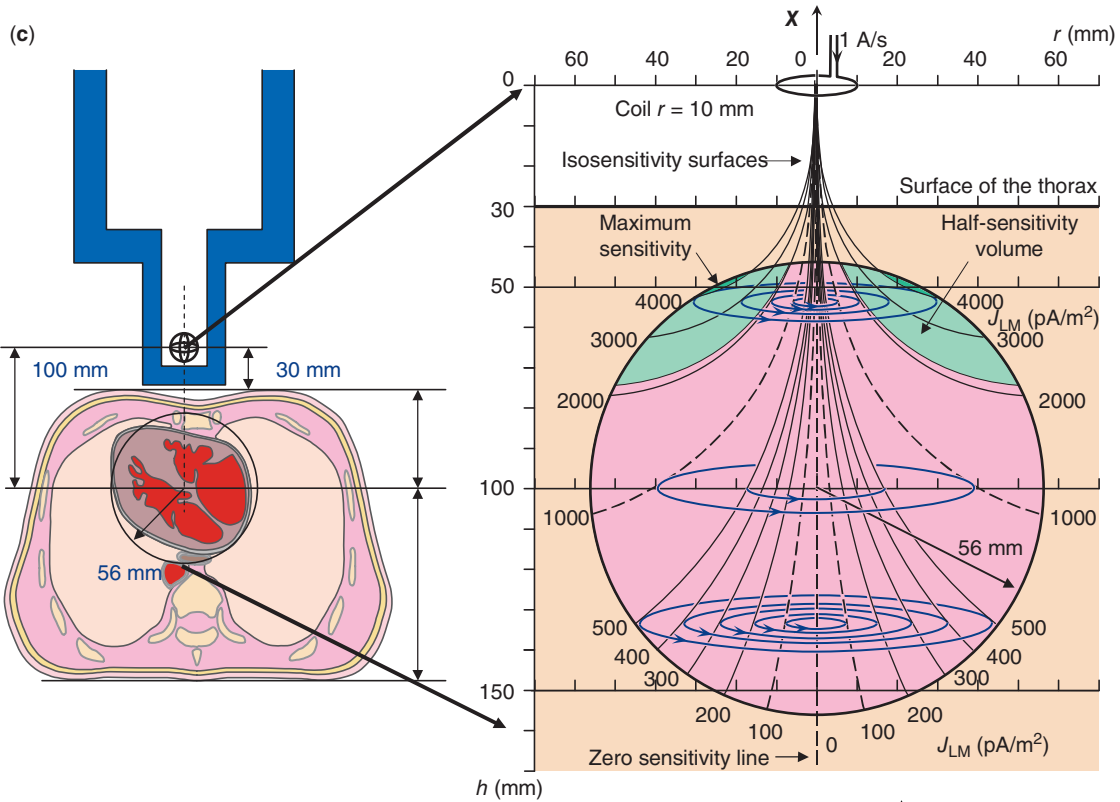 (c)
X
1 A/s
r (mm)
60 40 20 0 20 40 60
0
Coil r = 10 mm
Isosensitivity surfaces
Surface of the thorax
30
Maximum
sensitivity
Half-sensitivity
volume
50
4000 4000
J_LM (pA/m²)
3000 3000
2000 2000
100 mm
30 mm
100
1000 1000
56 mm
56 mm
500 500
400 400
300 300
150
200 200
100 100
0
J_LM (pA/m²)
Zero sensitivity line
h (mm)